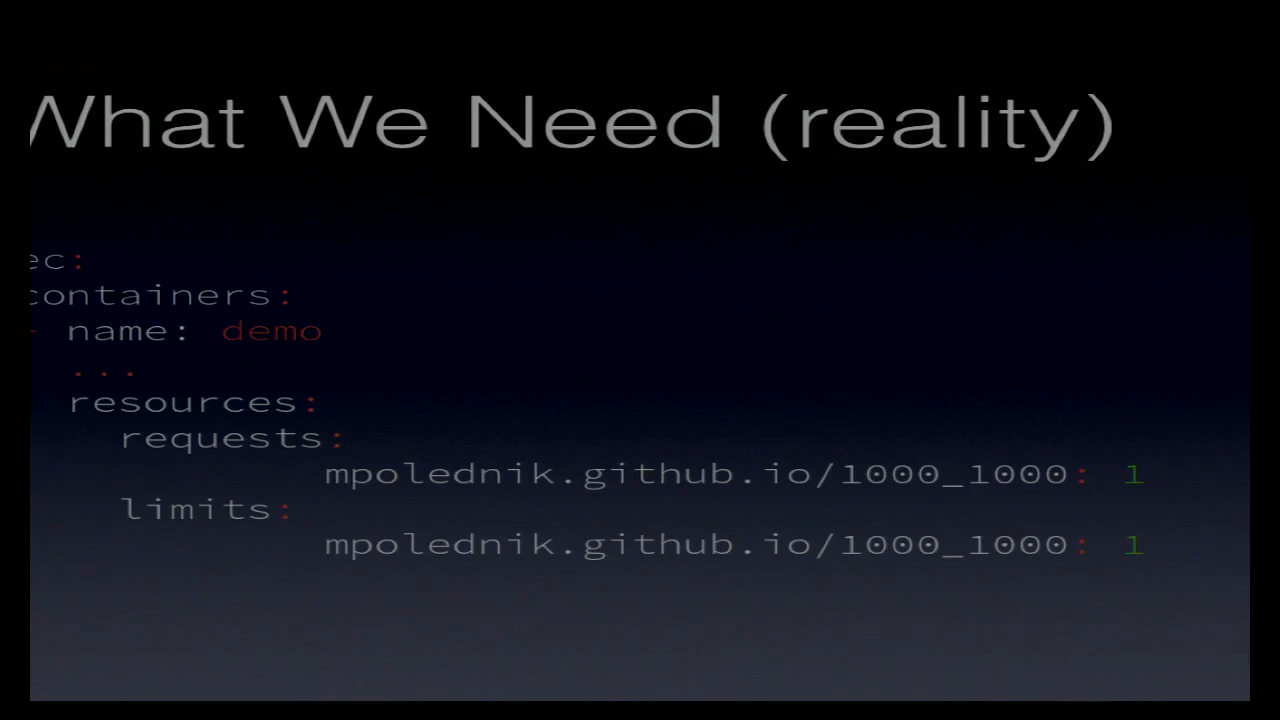 What We Need (reality)
ec:
containers:
- name: demo
...
resources:
requests:
mpolednik.github.io/1000_1000: 1
limits:
mpolednik.github.io/1000_1000: 1